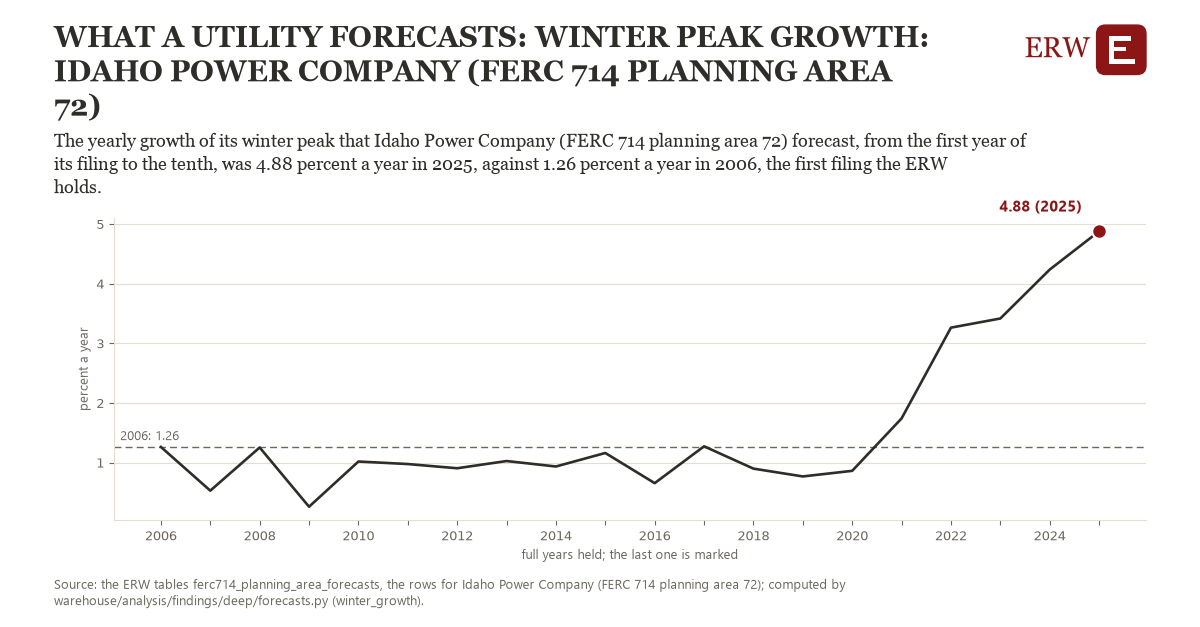 WHAT A UTILITY FORECASTS: WINTER PEAK GROWTH:
IDAHO POWER COMPANY (FERC 714 PLANNING AREA
72)
ERW E
The yearly growth of its winter peak that Idaho Power Company (FERC 714 planning area 72) forecast, from the first year of
its filing to the tenth, was 4.88 percent a year in 2025, against 1.26 percent a year in 2006, the first filing the ERW
holds.
4.88 (2025)
5
4
3
2
1
percent a year
2006: 1.26
2006 2008 2010 2012 2014 2016 2018 2020 2022 2024
full years held; the last one is marked
Source: the ERW tables ferc714_planning_area_forecasts, the rows for Idaho Power Company (FERC 714 planning area 72); computed by
warehouse/analysis/findings/deep/forecasts.py (winter_growth).